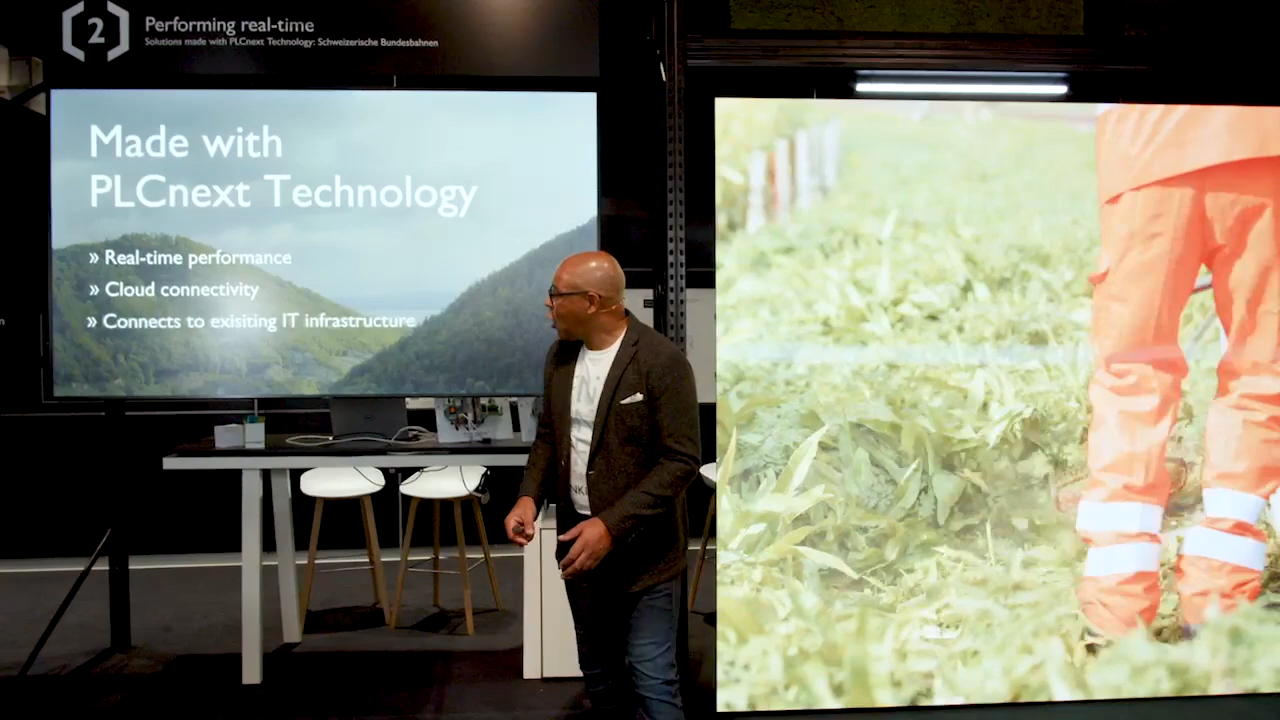 2
Performing real-time
Solutions made with PLCnext Technology: Schweizerische Bundesbahnen
Made with
PLCnext Technology
» Real-time performance
» Cloud connectivity
» Connects to exisiting IT infrastructure